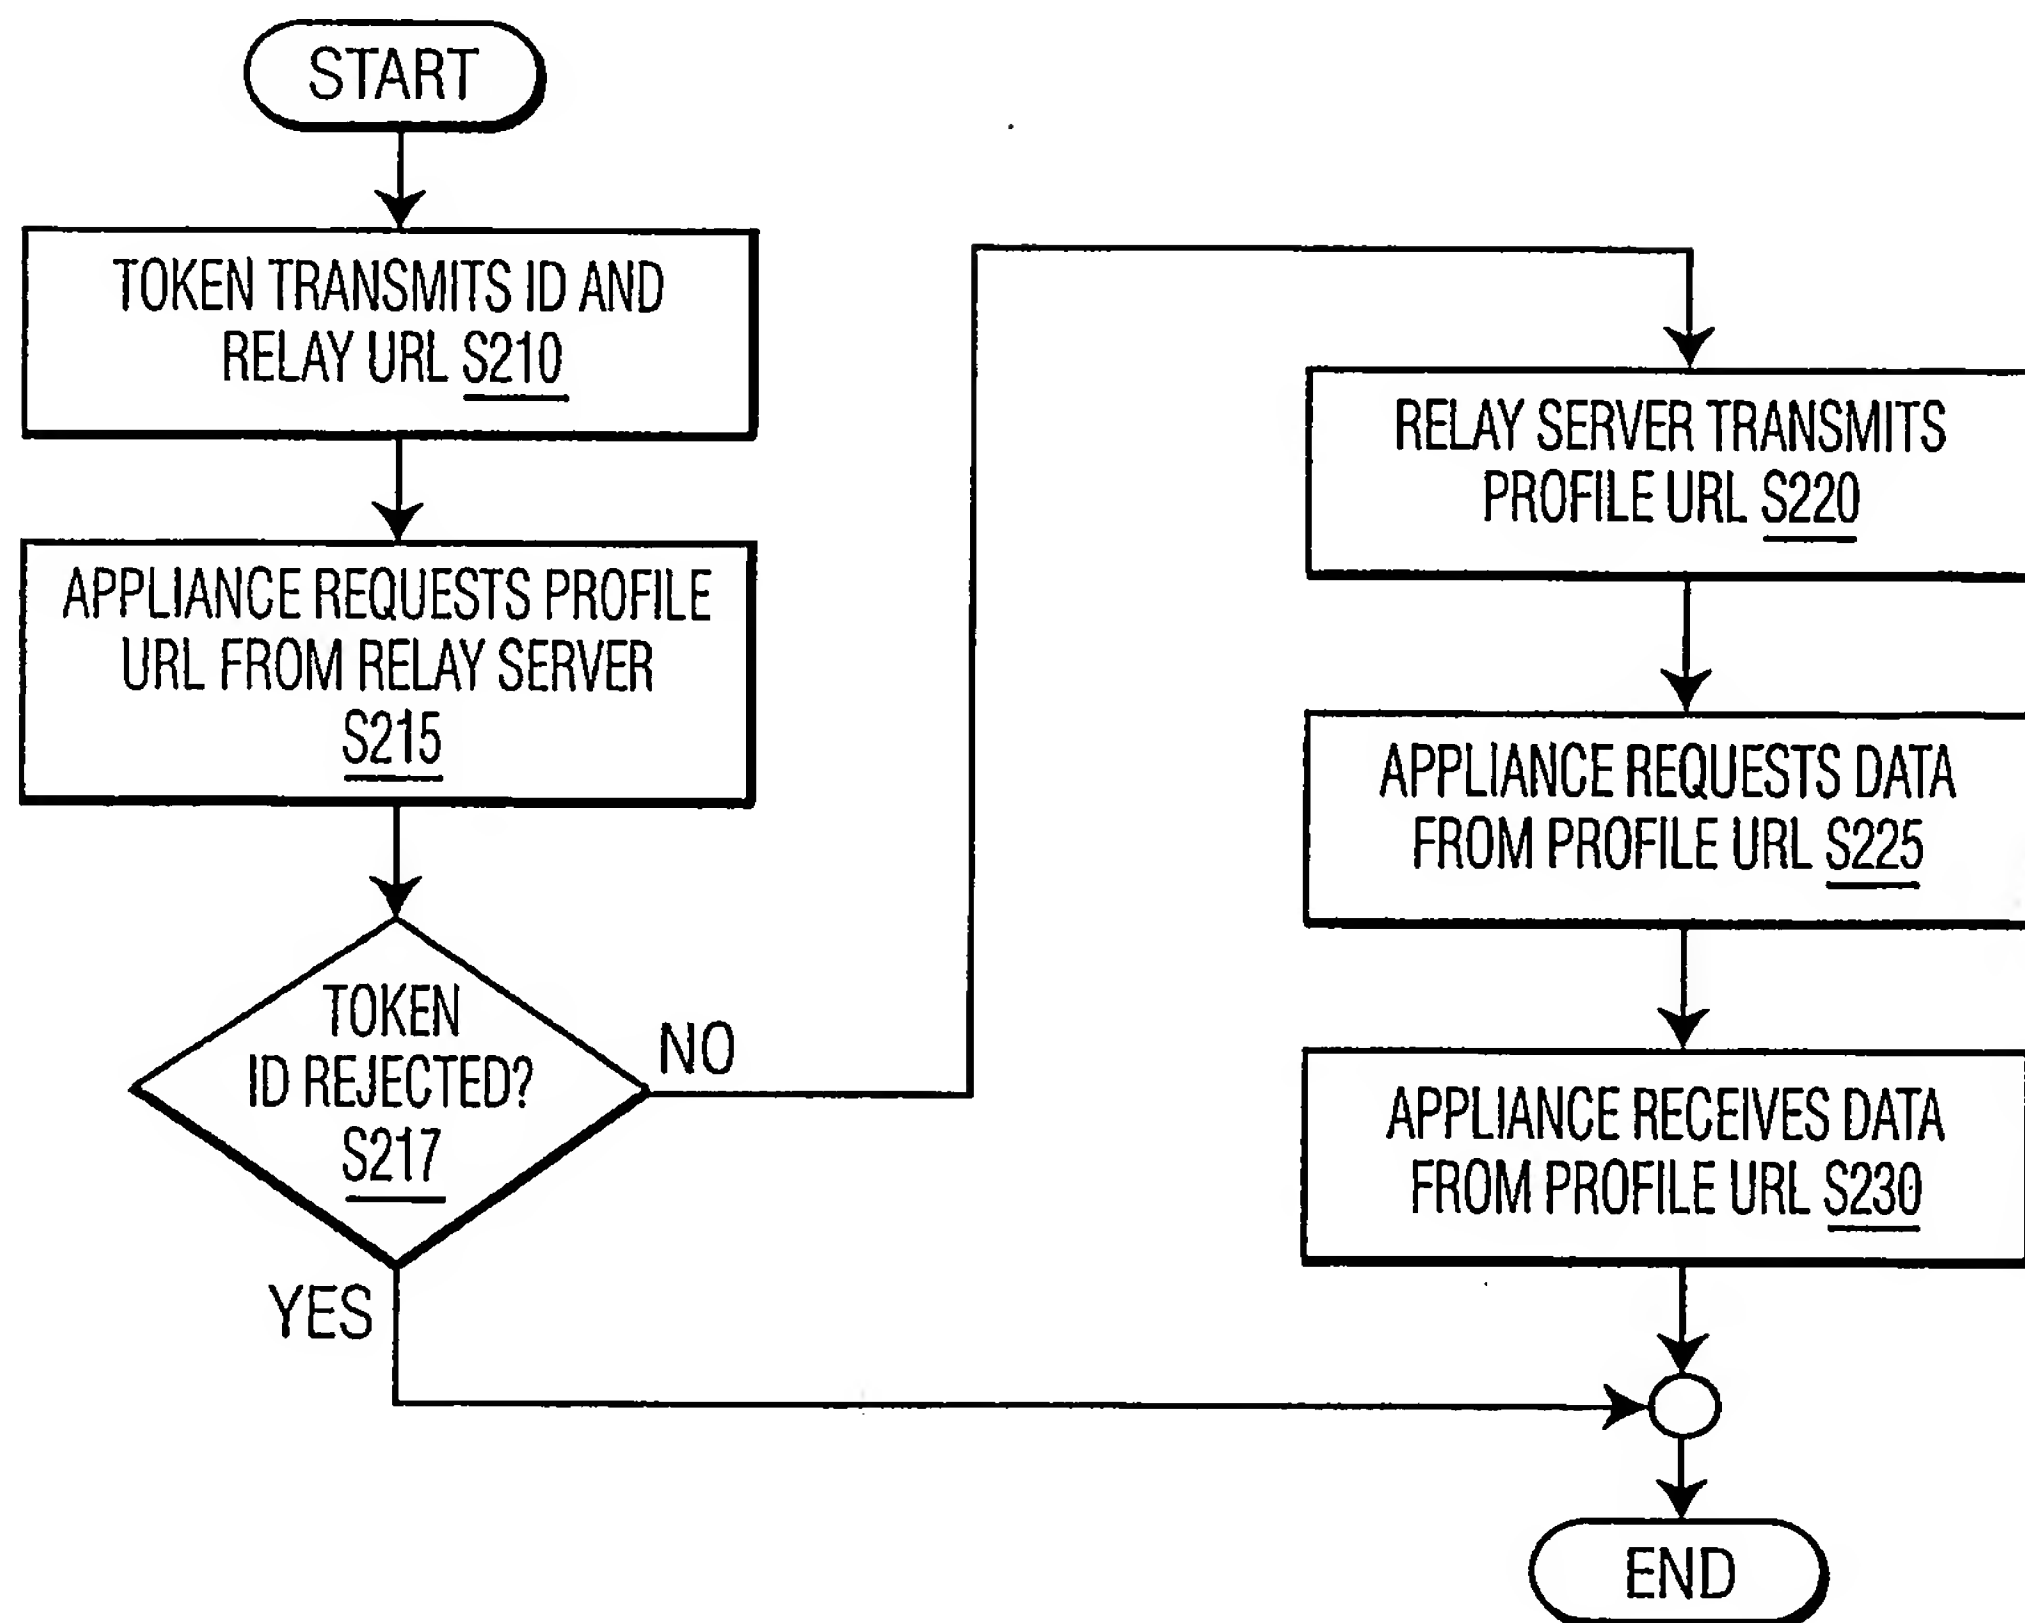 START
TOKEN TRANSMITS ID AND
RELAY URL S210
APPLIANCE REQUESTS PROFILE
URL FROM RELAY SERVER
S215
TOKEN
ID REJECTED?
S217
NO
YES
RELAY SERVER TRANSMITS
PROFILE URL S220
APPLIANCE REQUESTS DATA
FROM PROFILE URL S225
APPLIANCE RECEIVES DATA
FROM PROFILE URL S230
END